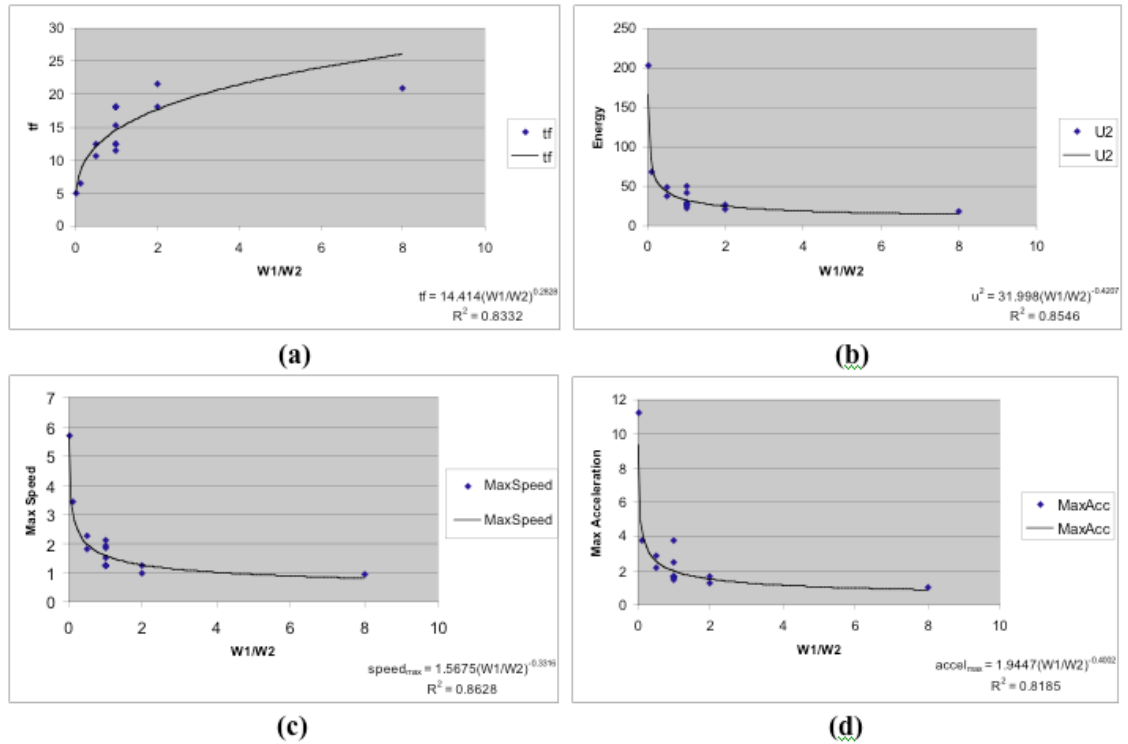 30
25
20
15
10
5
0
tf
0 2 4 6 8 10
W1/W2
tf
tf
tf = 14.414(W1/W2)^0.2828
R² = 0.8332
(a)
250
200
150
100
50
0
Energy
0 2 4 6 8 10
W1/W2
U2
U2
u² = 31.998(W1/W2)^-0.4207
R² = 0.8546
(b)
7
6
5
4
3
2
1
0
Max Speed
0 2 4 6 8 10
W1/W2
MaxSpeed
MaxSpeed
speedmax = 1.5675(W1/W2)^-0.3316
R² = 0.8628
(c)
12
10
8
6
4
2
0
Max Acceleration
0 2 4 6 8 10
W1/W2
MaxAcc
MaxAcc
accelmax = 1.9447(W1/W2)^-0.4002
R² = 0.8185
(d)